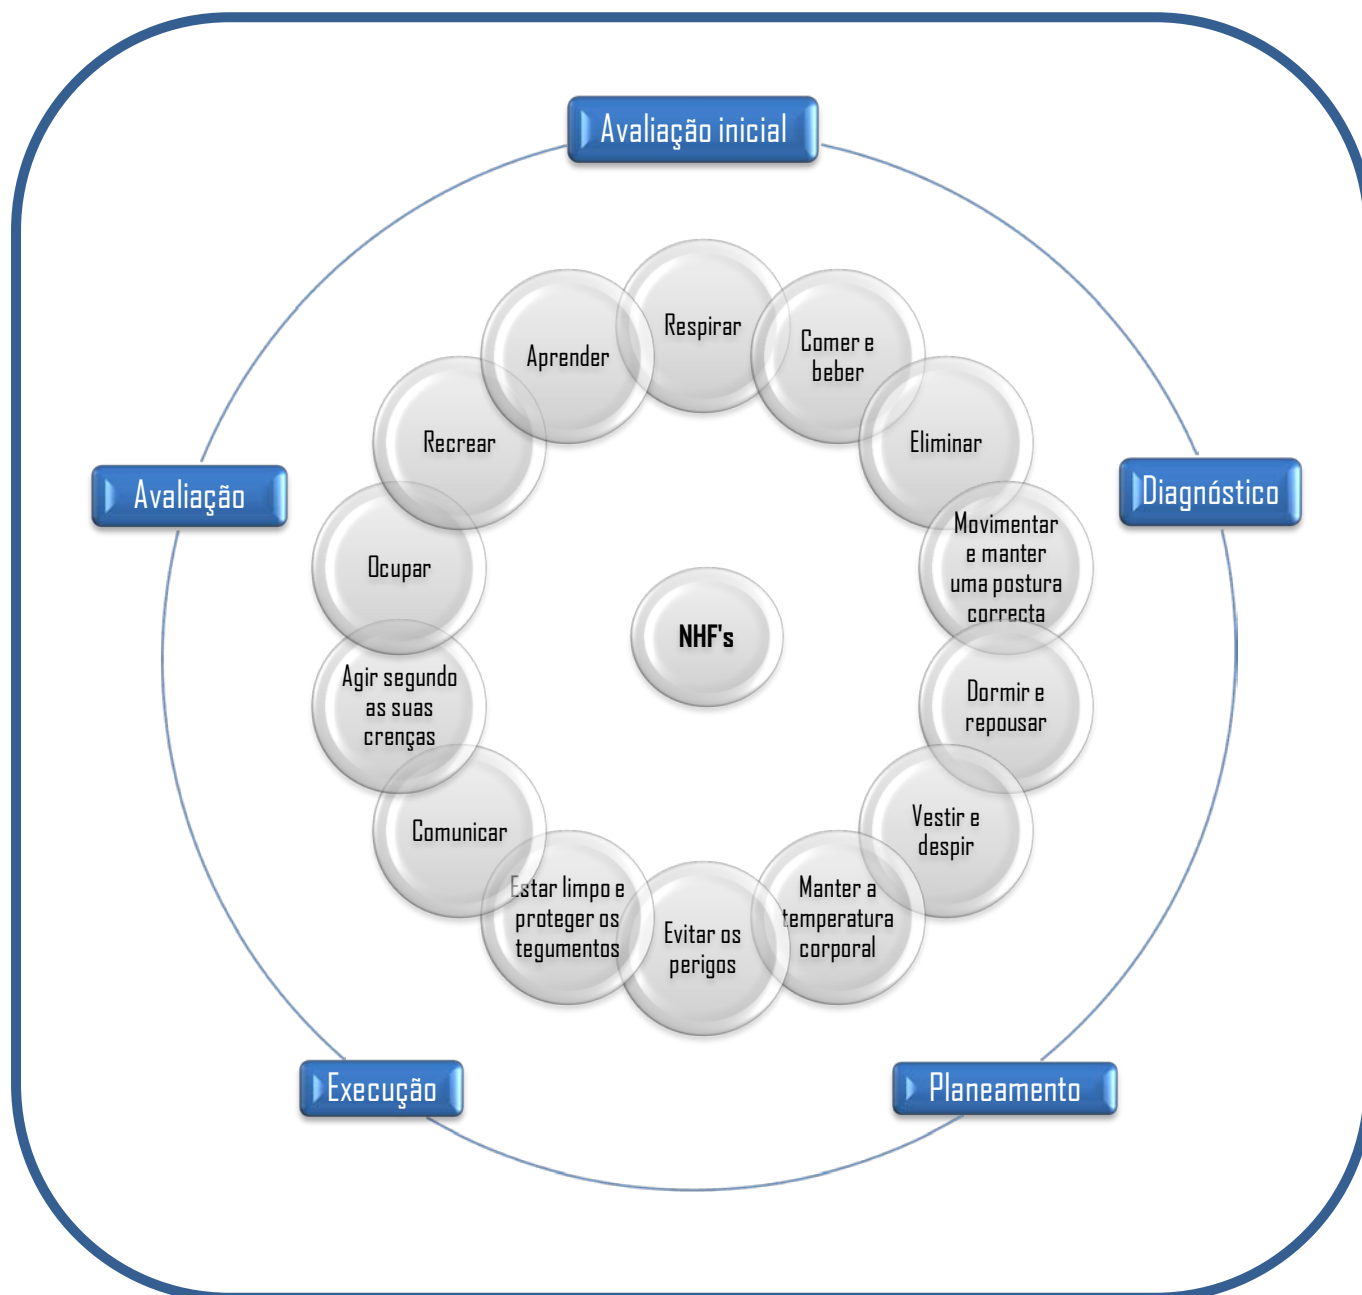 Avaliação inicial
Respirar
Comer e
beber
Eliminar
Movimentar
e manter
uma postura
correcta
Dormir e
repousar
Vestir e
despir
Manter a
temperatura
corporal
Evitar os
perigos
Estar limpo e
proteger os
tegumentos
Comunicar
Agir segundo
as suas
crenças
Ocupar
Recrear
Aprender
NHF's
Diagnóstico
Planeamento
Execução
Avaliação